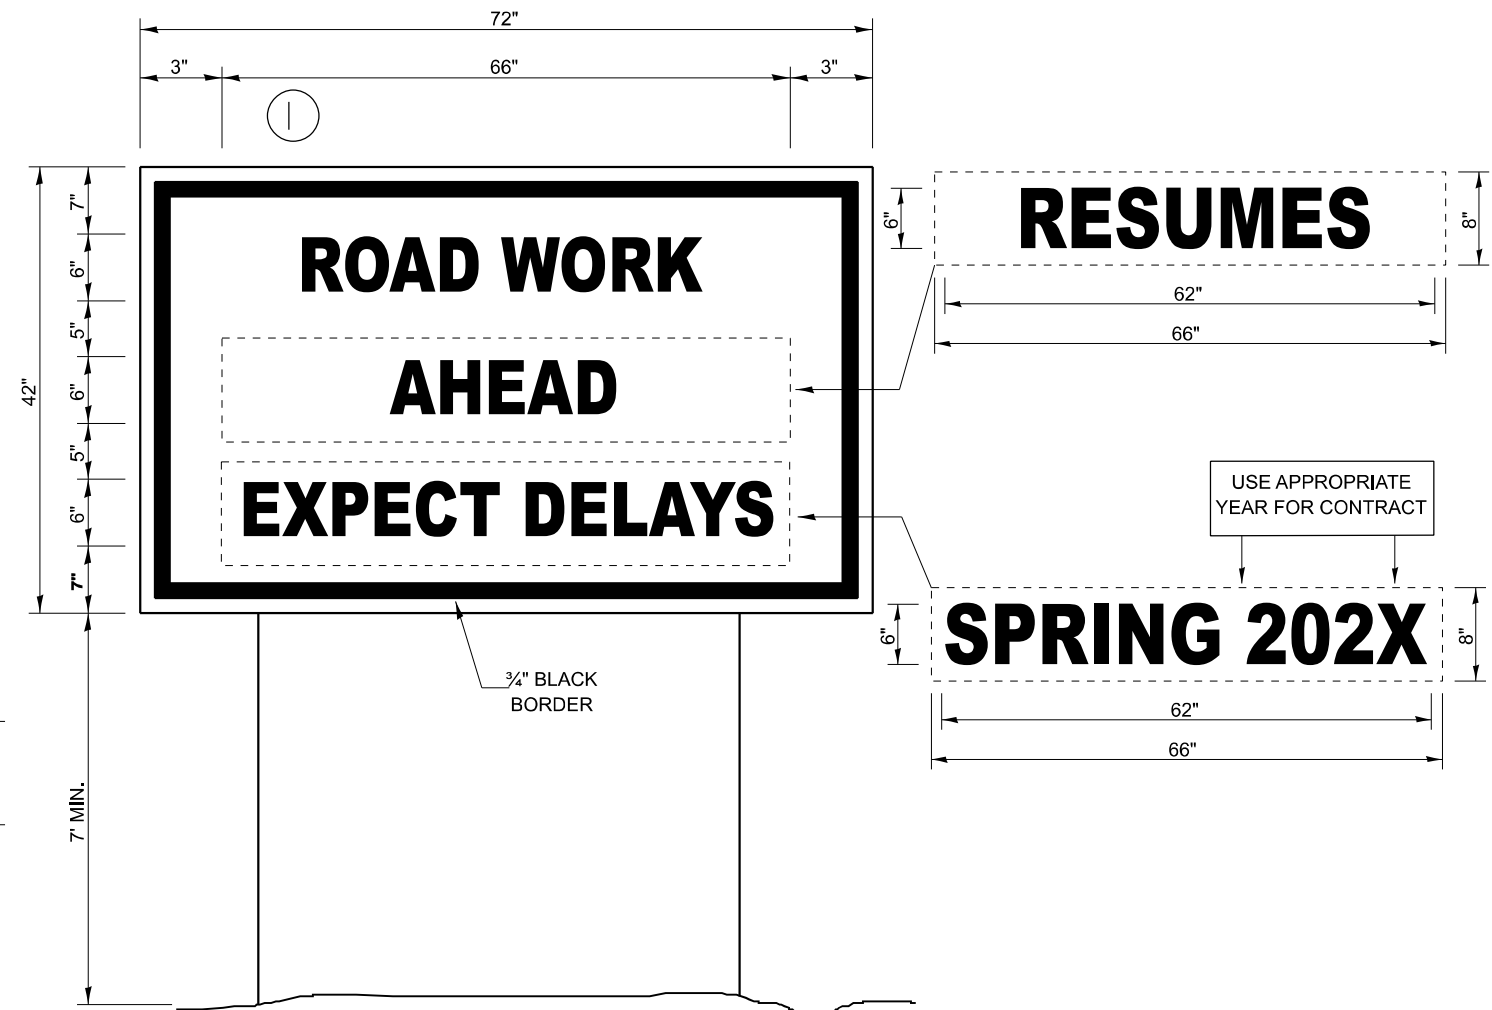 72"
3" 66" 3"
I
7"
6"
5"
6"
5"
6"
7"
42"
7' MIN.
ROAD WORK
AHEAD
EXPECT DELAYS
¾" BLACK
BORDER
6"
RESUMES
8"
62"
66"
USE APPROPRIATE
YEAR FOR CONTRACT
6"
SPRING 202X
8"
62"
66"